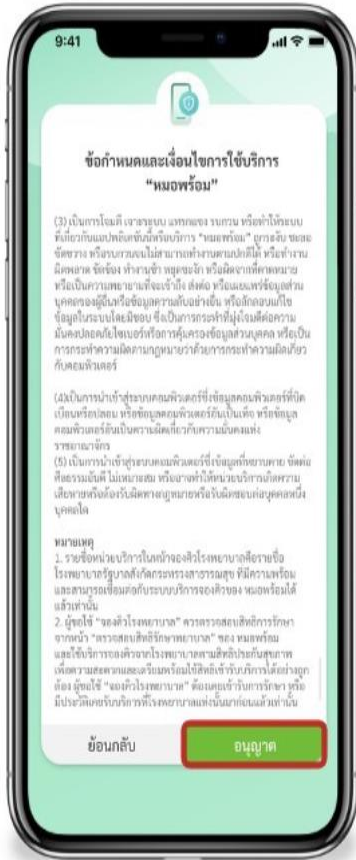 9:41
ข้อกำหนดและเงื่อนไขการใช้บริการ
“หมอพร้อม”
(3) เป็นการโจมตี เจาะระบบ แทรกแซง รบกวน หรือทำให้ระบบ
ที่เกี่ยวกับแอปพลิเคชันนี้หรือบริการ “หมอพร้อม” ถูกระงับ ชะลอ
ขัดขวาง หรือรบกวนจนไม่สามารถทำงานตามปกติได้ หรือทำงาน
ผิดพลาด ขัดข้อง ทำงานช้า หยุดชะงัก หรือผิดจากที่คาดหมาย
หรือเป็นความพยายามที่จะเข้าถึง ส่งต่อ หรือเผยแพร่ข้อมูลส่วน
บุคคลของผู้อื่นหรือข้อมูลความลับอย่างอื่น หรือลักลอบแก้ไข
ข้อมูลในระบบโดยมิชอบ ซึ่งเป็นการกระทำที่มุ่งโจมตีต่อความ
มั่นคงปลอดภัยไซเบอร์หรือการคุ้มครองข้อมูลส่วนบุคคล หรือเป็น
การกระทำความผิดตามกฎหมายว่าด้วยการกระทำความผิดเกี่ยว
กับคอมพิวเตอร์
(4)เป็นการนำเข้าสู่ระบบคอมพิวเตอร์ซึ่งข้อมูลคอมพิวเตอร์ที่บิด
เบือนหรือปลอม หรือข้อมูลคอมพิวเตอร์อันเป็นเท็จ หรือข้อมูล
คอมพิวเตอร์อันเป็นความผิดเกี่ยวกับความมั่นคงแห่ง
ราชอาณาจักร
(5) เป็นการนำเข้าสู่ระบบคอมพิวเตอร์ซึ่งข้อมูลที่หยาบคาย ขัดต่อ
ศีลธรรมอันดี ไม่เหมาะสม หรืออาจทำให้หน่วยบริการเกิดความ
เสียหายหรือต้องรับผิดทางกฎหมายหรือรับผิดชอบต่อบุคคลหนึ่ง
บุคคลใด
หมายเหตุ
1. รายชื่อหน่วยบริการในหน้าจองคิวโรงพยาบาลคือรายชื่อ
โรงพยาบาลรัฐบาลสังกัดกระทรวงสาธารณสุข ที่มีความพร้อม
และสามารถเชื่อมต่อกับระบบบริการจองคิวของ หมอพร้อมได้
แล้วเท่านั้น
2. ผู้ขอใช้ “จองคิวโรงพยาบาล” ควรตรวจสอบสิทธิการรักษา
จากหน้า “ตรวจสอบสิทธิรักษาพยาบาล” ของ หมอพร้อม
และใช้บริการจองคิวจากโรงพยาบาลตามสิทธิประกันสุขภาพ
เพื่อความสะดวกและเตรียมพร้อมใช้สิทธิเข้ารับบริการได้อย่างถูก
ต้อง ผู้ขอใช้ “จองคิวโรงพยาบาล” ต้องเคยเข้ารับการรักษา หรือ
มีประวัติเคยรับบริการที่โรงพยาบาลแห่งนั้นมาก่อนแล้วเท่านั้น
ย้อนกลับ
อนุญาต